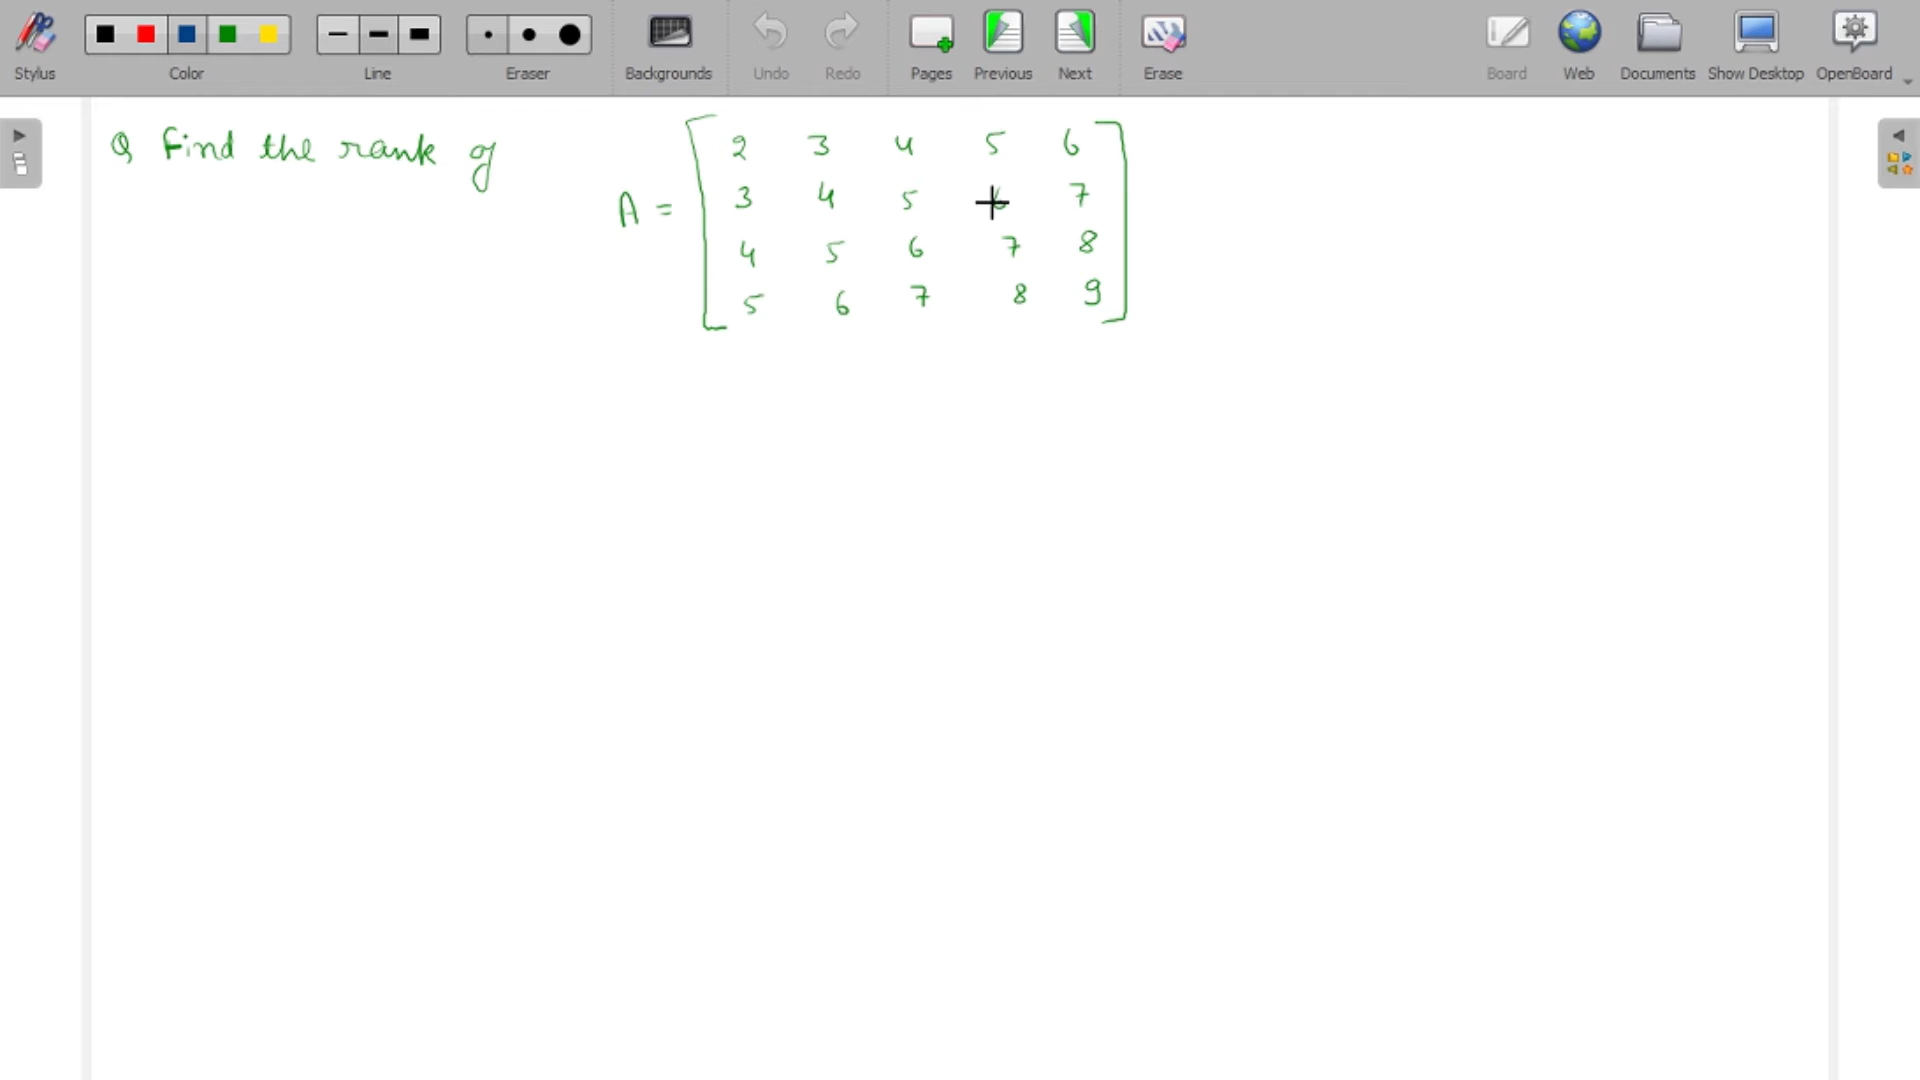 Stylus Color Line Eraser Backgrounds Undo Redo Pages Previous Next Erase Board Web Documents Show Desktop OpenBoard
Q Find the rank of
A = [ 2 3 4 5 6
3 4 5 6 7
4 5 6 7 8
5 6 7 8 9 ]